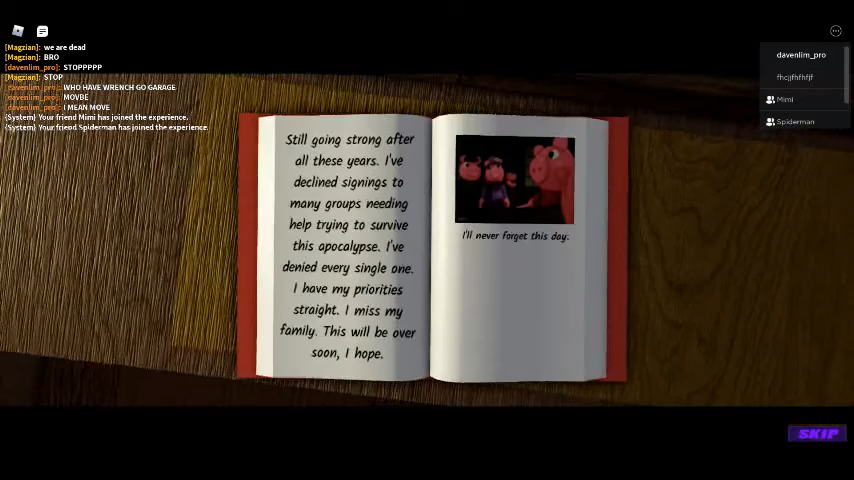 [Magzian]: we are dead
[Magzian]: BRO
[davenlim_pro]: STOPPPPP
[Magzian]: STOP
[davenlim_pro]: WHO HAVE WRENCH GO GARAGE
[davenlim_pro]: MOVBE
[davenlim_pro]: I MEAN MOVE
{System} Your friend Mimi has joined the experience.
{System} Your friend Spiderman has joined the experience.
davenlim_pro
fhcjjfhfhfjf
Mimi
Spiderman
Still going strong after
all these years. I've
declined signings to
many groups needing
help trying to survive
this apocalypse. I've
denied every single one.
I have my priorities
straight. I miss my
family. This will be over
soon, I hope.
I'll never forget this day.
SKIP